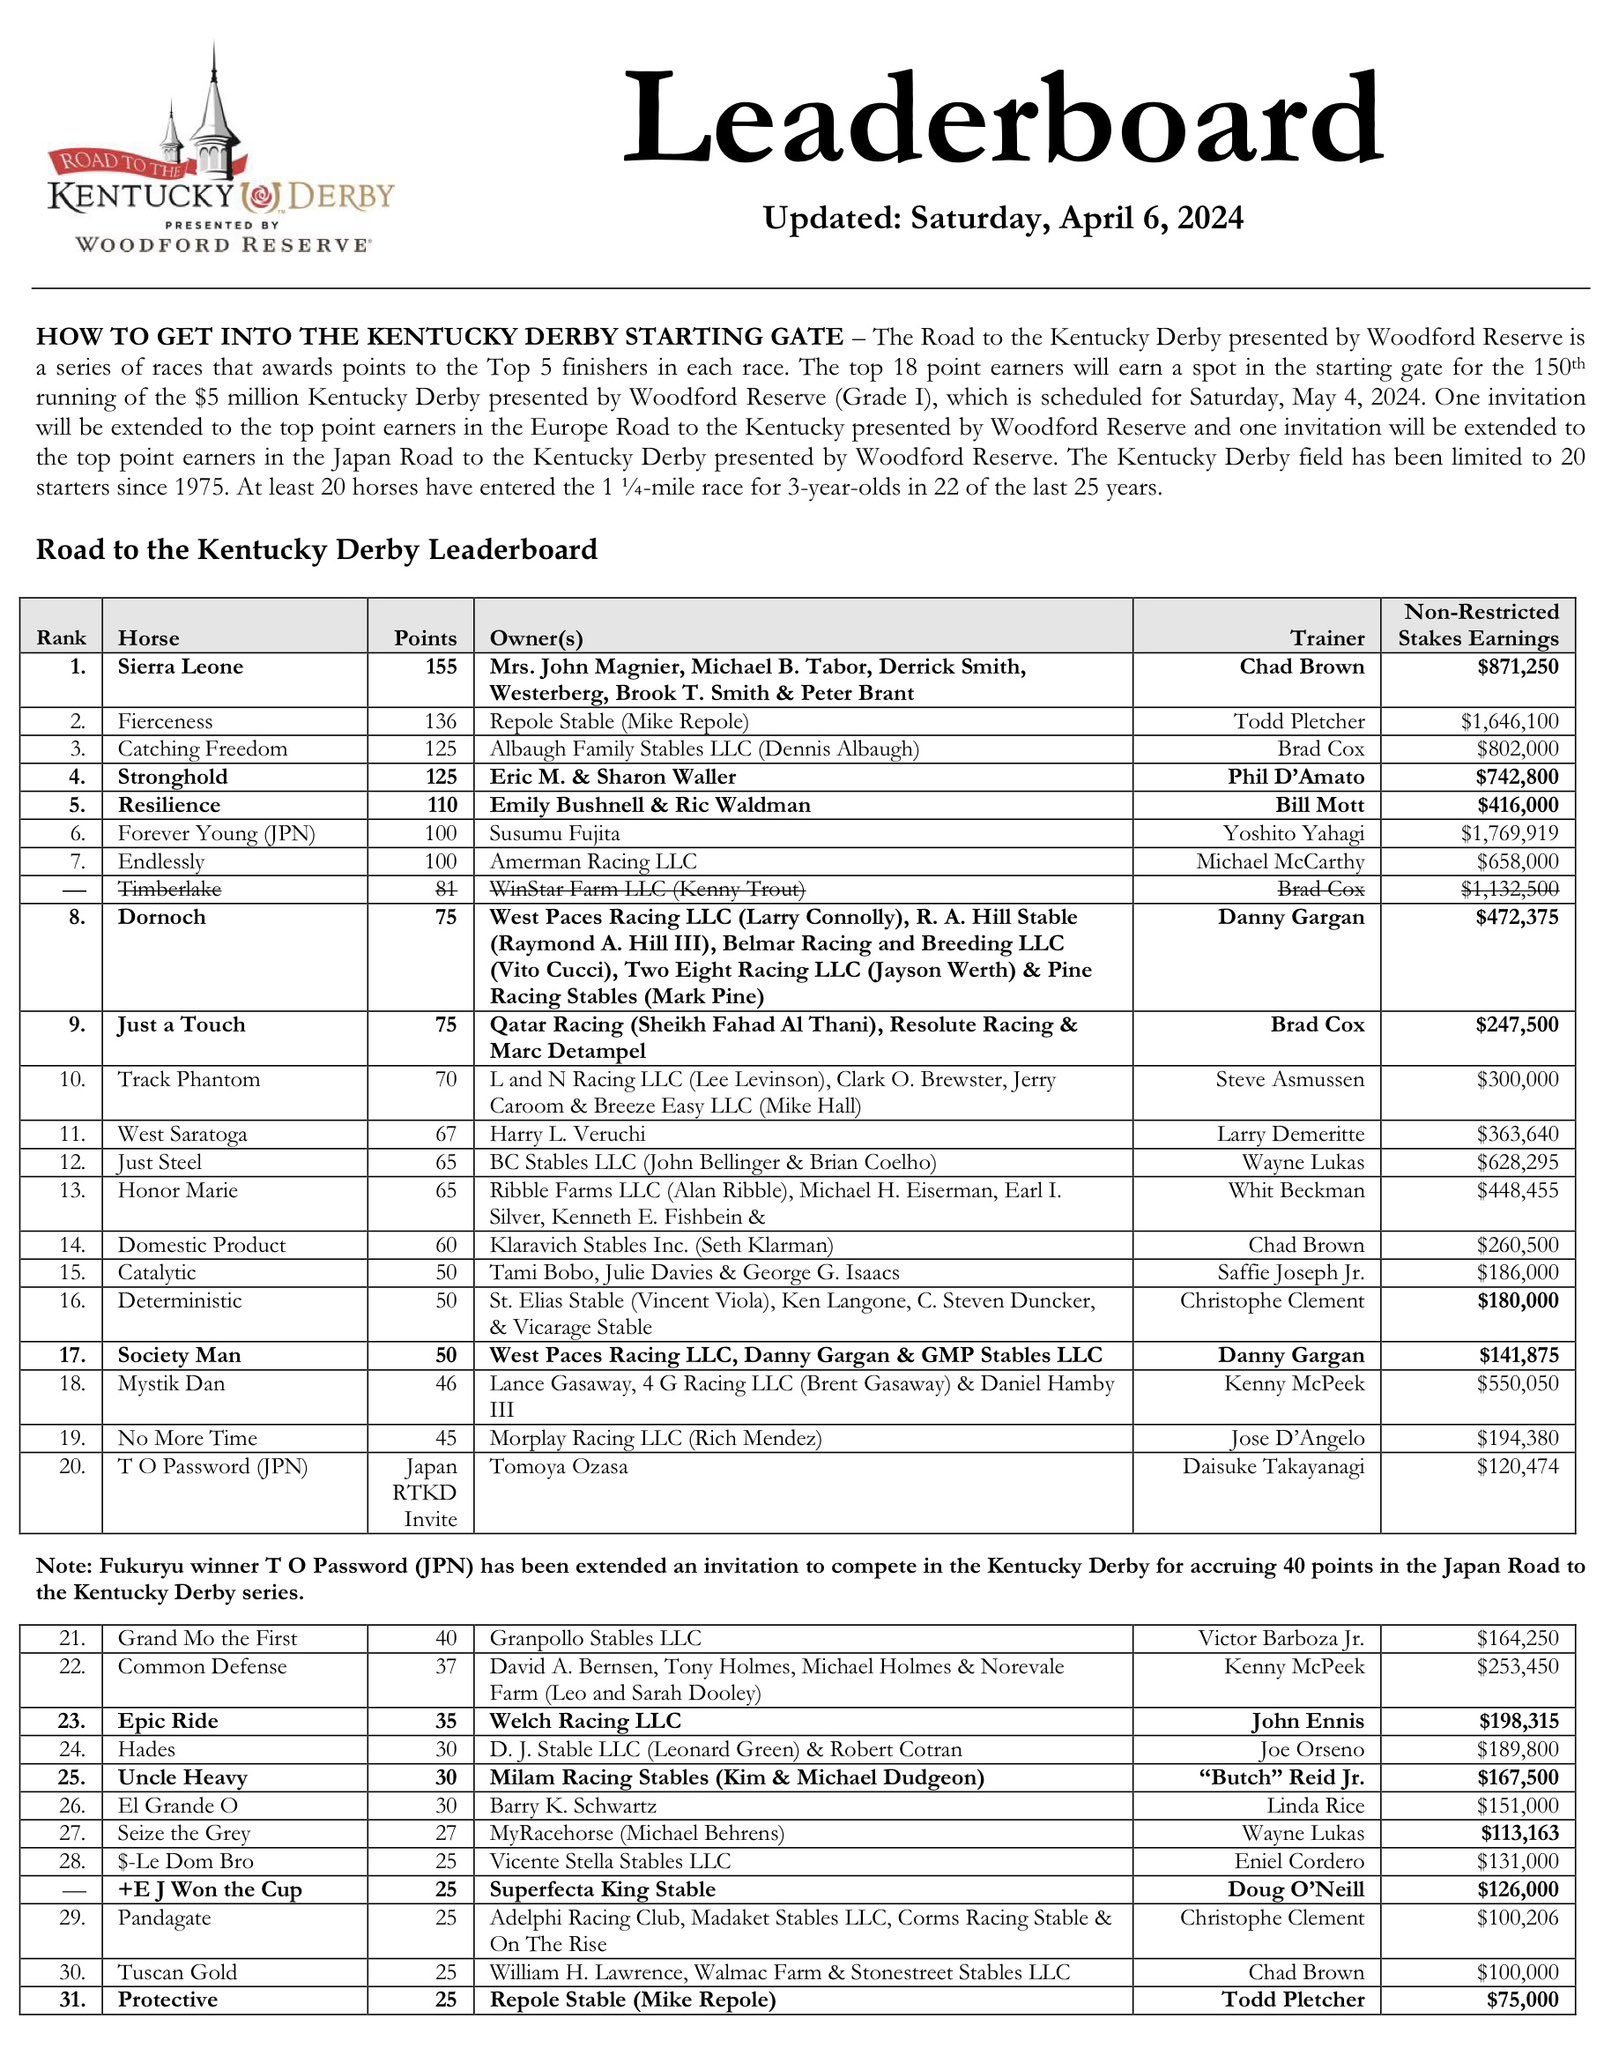 ROAD TO THE
KENTUCKY DERBY
PRESENTED BY
WOODFORD RESERVE
Leaderboard
Updated: Saturday, April 6, 2024
HOW TO GET INTO THE KENTUCKY DERBY STARTING GATE – The Road to the Kentucky Derby presented by Woodford Reserve is
a series of races that awards points to the Top 5 finishers in each race. The top 18 point earners will earn a spot in the starting gate for the 150th
running of the $5 million Kentucky Derby presented by Woodford Reserve (Grade I), which is scheduled for Saturday, May 4, 2024. One invitation
will be extended to the top point earners in the Europe Road to the Kentucky presented by Woodford Reserve and one invitation will be extended to
the top point earners in the Japan Road to the Kentucky Derby presented by Woodford Reserve. The Kentucky Derby field has been limited to 20
starters since 1975. At least 20 horses have entered the 1 ¼-mile race for 3-year-olds in 22 of the last 25 years.
Road to the Kentucky Derby Leaderboard
Non-Restricted
Rank Horse Points Owner(s) Trainer Stakes Earnings
1. Sierra Leone 155 Mrs. John Magnier, Michael B. Tabor, Derrick Smith, Chad Brown $871,250
Westerberg, Brook T. Smith & Peter Brant
2. Fierceness 136 Repole Stable (Mike Repole) Todd Pletcher $1,646,100
3. Catching Freedom 125 Albaugh Family Stables LLC (Dennis Albaugh) Brad Cox $802,000
4. Stronghold 125 Eric M. & Sharon Waller Phil D’Amato $742,800
5. Resilience 110 Emily Bushnell & Ric Waldman Bill Mott $416,000
6. Forever Young (JPN) 100 Susumu Fujita Yoshito Yahagi $1,769,919
7. Endlessly 100 Amerman Racing LLC Michael McCarthy $658,000
— Timberlake 81 WinStar Farm LLC (Kenny Trout) Brad Cox $1,132,500
8. Dornoch 75 West Paces Racing LLC (Larry Connolly), R. A. Hill Stable Danny Gargan $472,375
(Raymond A. Hill III), Belmar Racing and Breeding LLC
(Vito Cucci), Two Eight Racing LLC (Jayson Werth) & Pine
Racing Stables (Mark Pine)
9. Just a Touch 75 Qatar Racing (Sheikh Fahad Al Thani), Resolute Racing & Brad Cox $247,500
Marc Detampel
10. Track Phantom 70 L and N Racing LLC (Lee Levinson), Clark O. Brewster, Jerry Steve Asmussen $300,000
Caroom & Breeze Easy LLC (Mike Hall)
11. West Saratoga 67 Harry L. Veruchi Larry Demeritte $363,640
12. Just Steel 65 BC Stables LLC (John Bellinger & Brian Coelho) Wayne Lukas $628,295
13. Honor Marie 65 Ribble Farms LLC (Alan Ribble), Michael H. Eiserman, Earl I. Whit Beckman $448,455
Silver, Kenneth E. Fishbein &
14. Domestic Product 60 Klaravich Stables Inc. (Seth Klarman) Chad Brown $260,500
15. Catalytic 50 Tami Bobo, Julie Davies & George G. Isaacs Saffie Joseph Jr. $186,000
16. Deterministic 50 St. Elias Stable (Vincent Viola), Ken Langone, C. Steven Duncker, Christophe Clement $180,000
& Vicarage Stable
17. Society Man 50 West Paces Racing LLC, Danny Gargan & GMP Stables LLC Danny Gargan $141,875
18. Mystik Dan 46 Lance Gasaway, 4 G Racing LLC (Brent Gasaway) & Daniel Hamby Kenny McPeek $550,050
III
19. No More Time 45 Morplay Racing LLC (Rich Mendez) Jose D’Angelo $194,380
20. T O Password (JPN) Japan Tomoya Ozasa Daisuke Takayanagi $120,474
RTKD
Invite
Note: Fukuryu winner T O Password (JPN) has been extended an invitation to compete in the Kentucky Derby for accruing 40 points in the Japan Road to
the Kentucky Derby series.
21. Grand Mo the First 40 Granpollo Stables LLC Victor Barboza Jr. $164,250
22. Common Defense 37 David A. Bernsen, Tony Holmes, Michael Holmes & Norevale Kenny McPeek $253,450
Farm (Leo and Sarah Dooley)
23. Epic Ride 35 Welch Racing LLC John Ennis $198,315
24. Hades 30 D. J. Stable LLC (Leonard Green) & Robert Cotran Joe Orseno $189,800
25. Uncle Heavy 30 Milam Racing Stables (Kim & Michael Dudgeon) “Butch” Reid Jr. $167,500
26. El Grande O 30 Barry K. Schwartz Linda Rice $151,000
27. Seize the Grey 27 MyRacehorse (Michael Behrens) Wayne Lukas $113,163
28. $-Le Dom Bro 25 Vicente Stella Stables LLC Eniel Cordero $131,000
— +E J Won the Cup 25 Superfecta King Stable Doug O’Neill $126,000
29. Pandagate 25 Adelphi Racing Club, Madaket Stables LLC, Corms Racing Stable & Christophe Clement $100,206
On The Rise
30. Tuscan Gold 25 William H. Lawrence, Walmac Farm & Stonestreet Stables LLC Chad Brown $100,000
31. Protective 25 Repole Stable (Mike Repole) Todd Pletcher $75,000